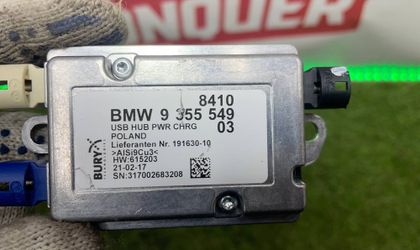 ONQUER
8410
BMW 9 355 549
USB HUB PWR CHRG 03
POLAND
Lieferanten Nr. 191630-10
>AlSi9Cu3<
HW:615203
21-02-17
SN:317002683208
BURY